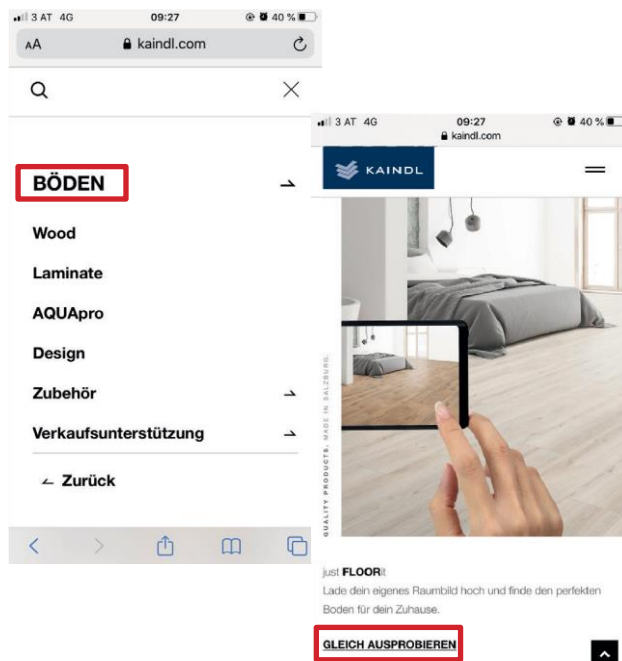 3 AT 4G 09:27 40 %
AA kaindl.com
BÖDEN
Wood
Laminate
AQUApro
Design
Zubehör
Verkaufsunterstützung
Zurück
3 AT 4G 09:27 40 %
kaindl.com
KAINDL
QUALITY PRODUCTS. MADE IN SALZBURG.
just FLOORit
Lade dein eigenes Raumbild hoch und finde den perfekten
Boden für dein Zuhause.
GLEICH AUSPROBIEREN